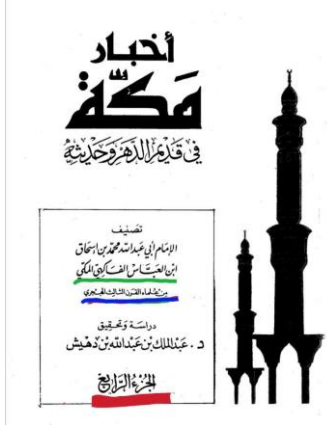 أخبار
مكّة
في قديم الدهر وحديثه
تصنيف
الإمام أبي عبد الله محمد بن إسحاق
ابن العباس الفاكهي المكي
من علماء القرن الثالث الهجري
دراسة وتحقيق
د. عبد الملك بن عبد الله بن دهيش
الجزء الرابع